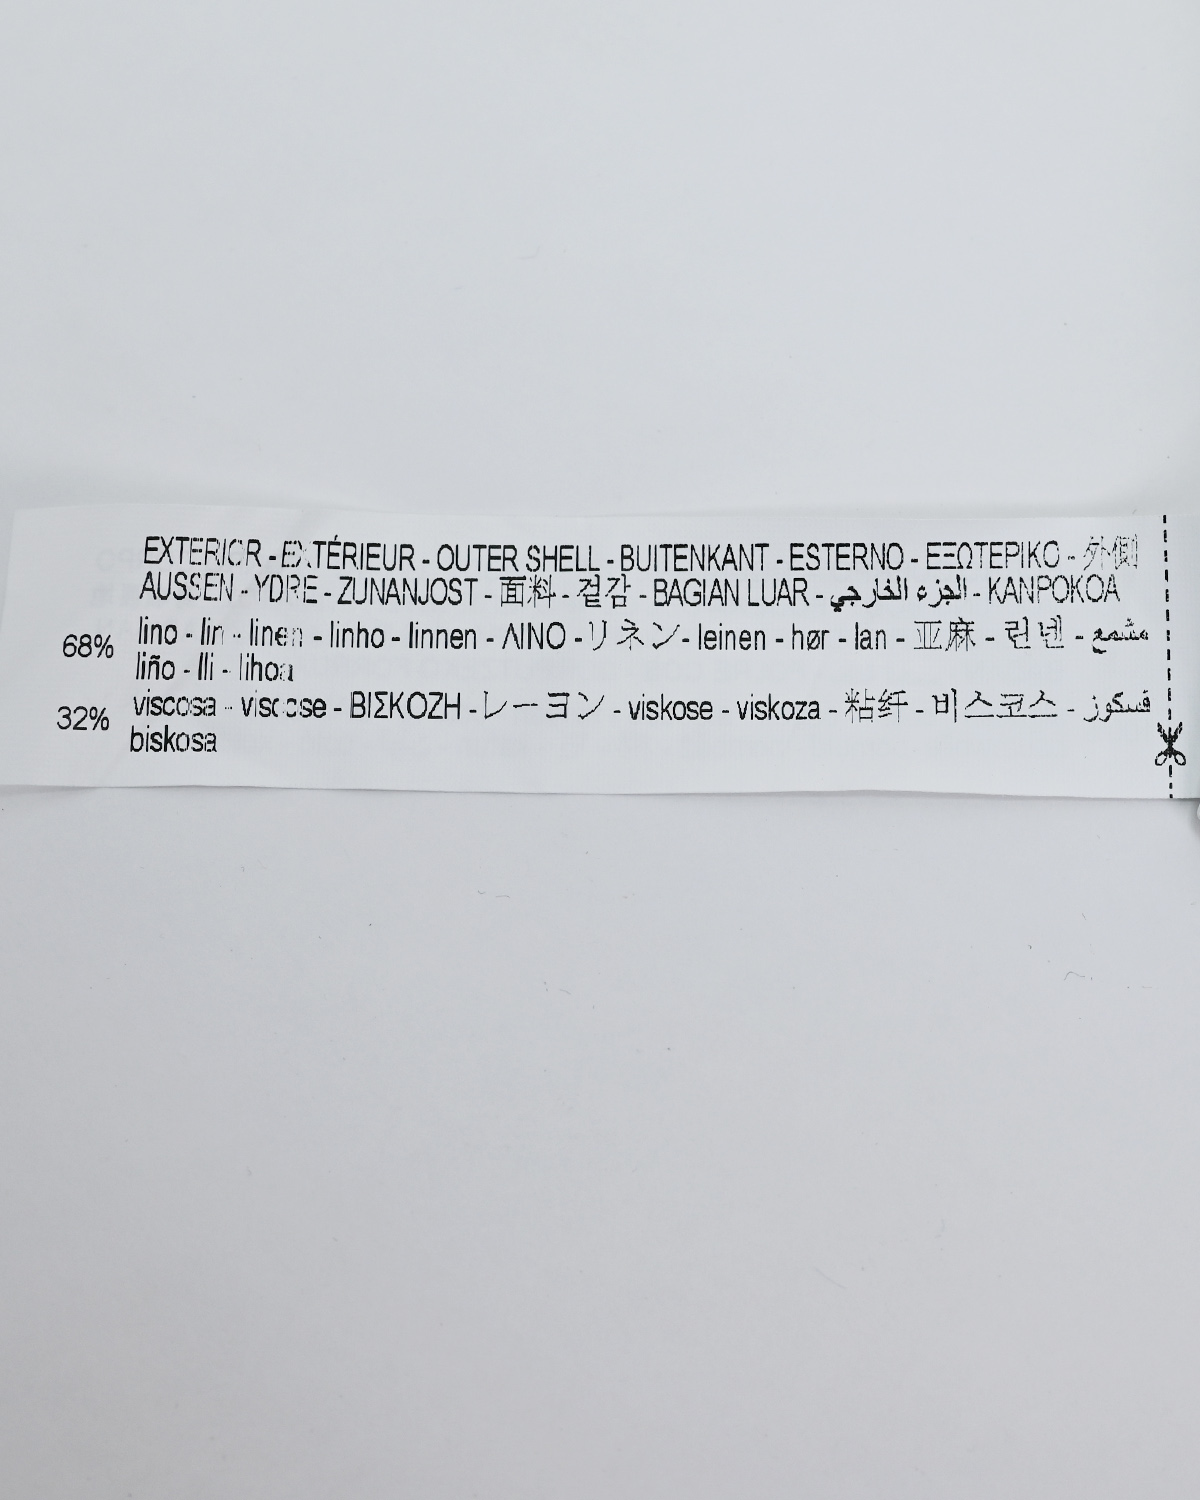 EXTERIOR - EXTÉRIEUR - OUTER SHELL - BUITENKANT - ESTERNO - ΕΞΩΤΕΡΙΚΟ - 外側
AUSSEN - YDRE - ZUNANJOST - 面料 - 겉감 - BAGIAN LUAR - الجزء الخارجي - KANPOKOA
68% lino - lin - linen - linho - linnen - ΛΙΝΟ - リネン - leinen - hør - lan - 亚麻 - 린넨 - مشمع
liño - lli - lihoa
32% viscosa - viscose - ΒΙΣΚΟΖΗ - レーヨン - viskose - viskoza - 粘纤 - 비스코스 - فسكوز
biskosa